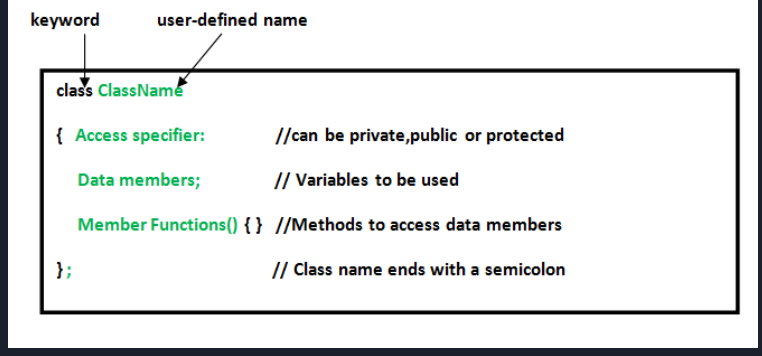 keyword user-defined name
class ClassName
{ Access specifier: //can be private,public or protected
Data members; // Variables to be used
Member Functions() { } //Methods to access data members
}; // Class name ends with a semicolon